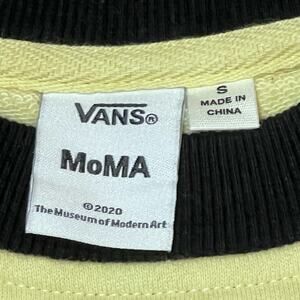 VANS®
MoMA
©2020
The Museum of Modern Art
S
MADE IN
CHINA